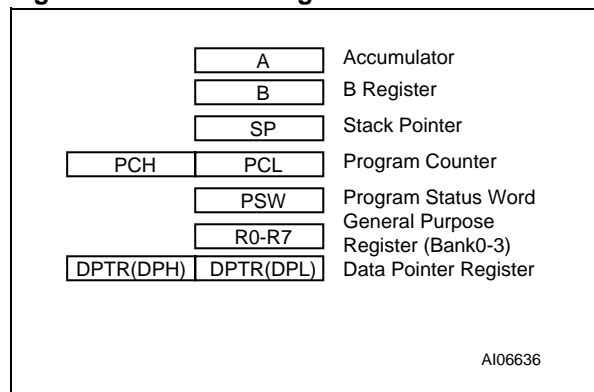 A Accumulator
B B Register
SP Stack Pointer
PCH PCL Program Counter
PSW Program Status Word
R0-R7 General Purpose
Register (Bank0-3)
DPTR(DPH) DPTR(DPL) Data Pointer Register
AI06636